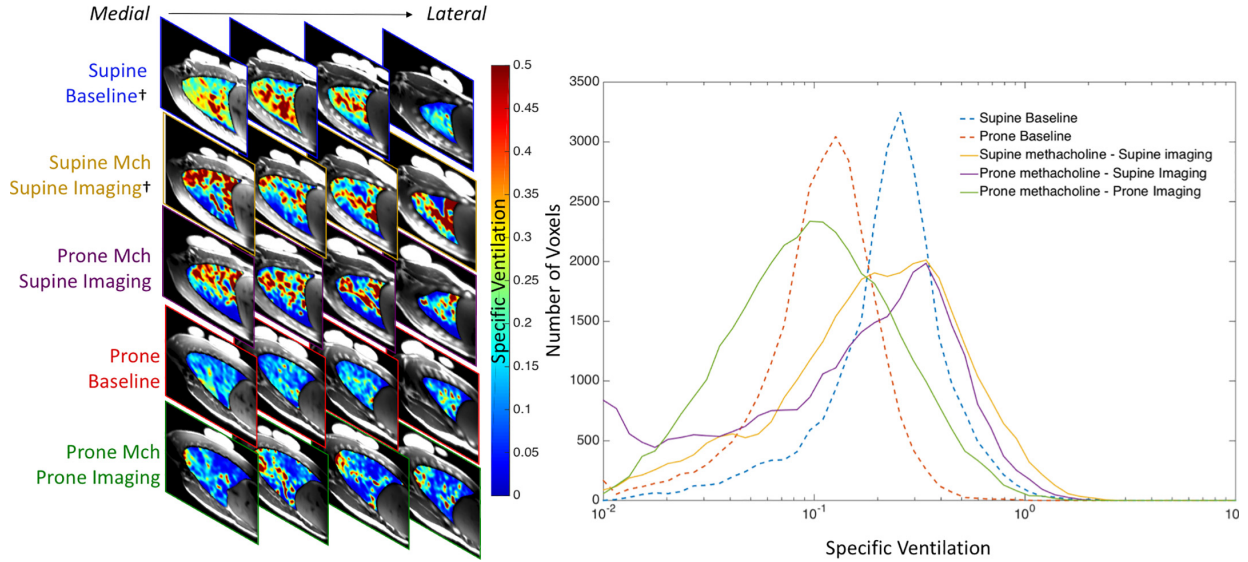 Medial
Lateral
Supine
Baseline†
Supine Mch
Supine Imaging†
Prone Mch
Supine Imaging
Prone
Baseline
Prone Mch
Prone Imaging
0.5
0.45
0.4
0.35
0.3
0.25
0.2
0.15
0.1
0.05
0
Specific Ventilation
3500
3000
2500
2000
1500
1000
500
0
Number of Voxels
Supine Baseline
Prone Baseline
Supine methacholine - Supine imaging
Prone methacholine - Supine Imaging
Prone methacholine - Prone Imaging
10-2
10-1
100
10
Specific Ventilation